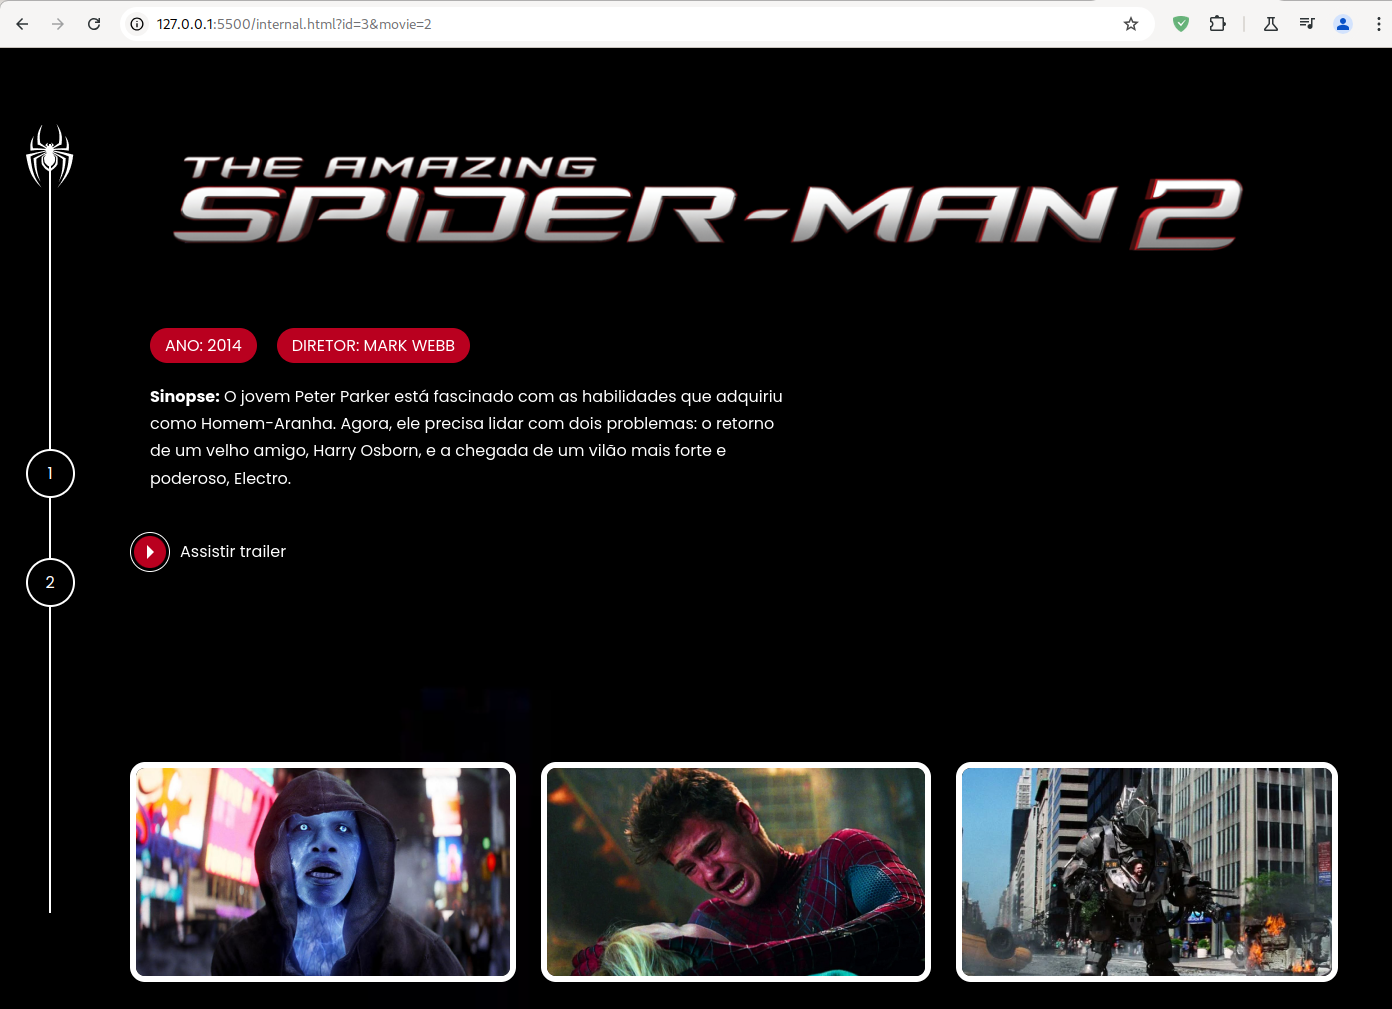 127.0.0.1:5500/internal.html?id=3&movie=2
THE AMAZING
SPIDER-MAN 2
ANO: 2014
DIRETOR: MARK WEBB
Sinopse: O jovem Peter Parker está fascinado com as habilidades que adquiriu
como Homem-Aranha. Agora, ele precisa lidar com dois problemas: o retorno
de um velho amigo, Harry Osborn, e a chegada de um vilão mais forte e
poderoso, Electro.
1
Assistir trailer
2